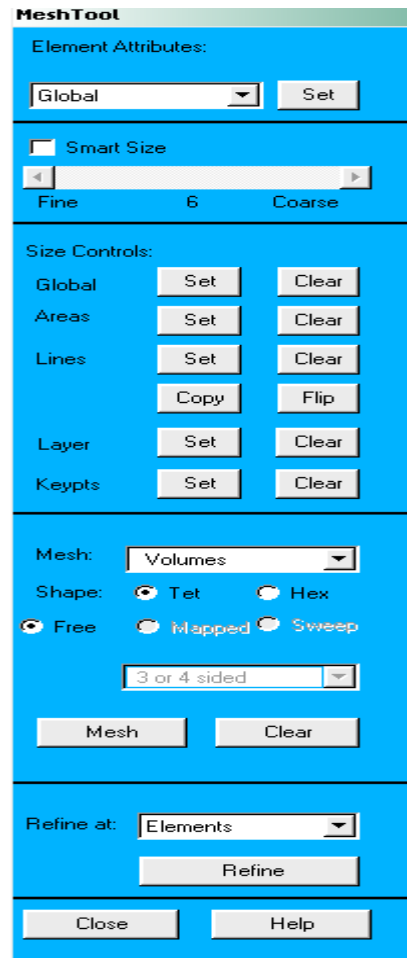 MeshTool
Element Attributes:
Global Set
Smart Size
Fine 6 Coarse
Size Controls:
Global Set Clear
Areas Set Clear
Lines Set Clear
Copy Flip
Layer Set Clear
Keypts Set Clear
Mesh: Volumes
Shape: Tet Hex
Free Mapped Sweep
3 or 4 sided
Mesh Clear
Refine at: Elements
Refine
Close Help